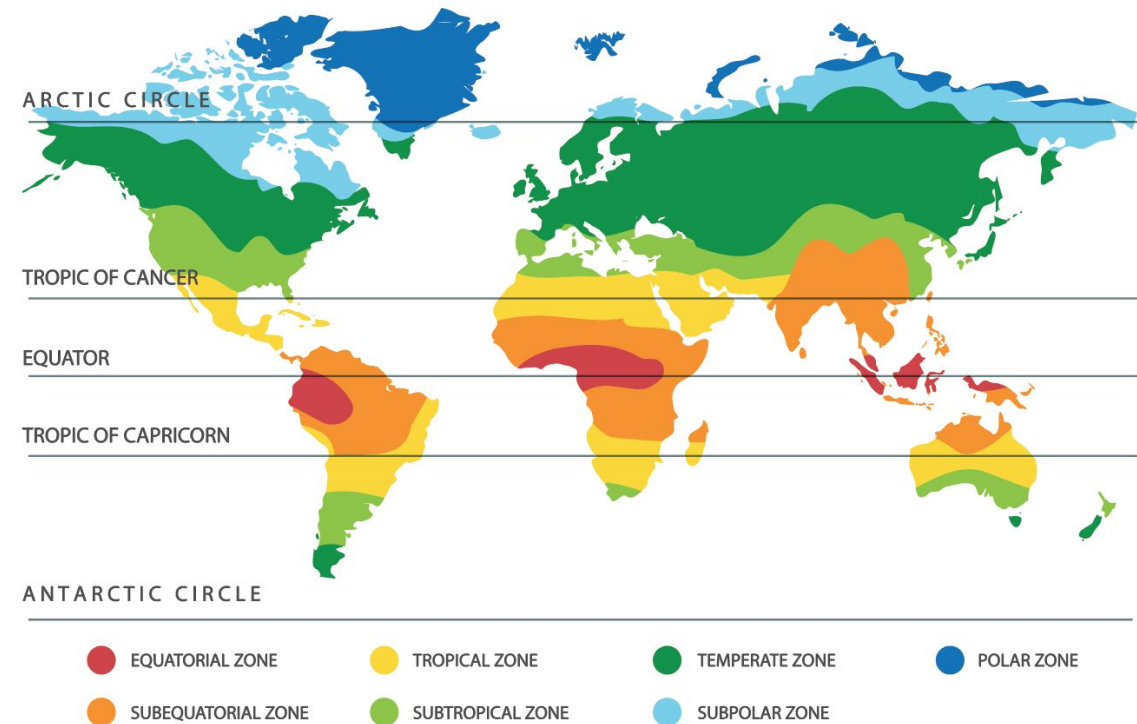 ARCTIC CIRCLE
TROPIC OF CANCER
EQUATOR
TROPIC OF CAPRICORN
ANTARCTIC CIRCLE
EQUATORIAL ZONE
TROPICAL ZONE
TEMPERATE ZONE
POLAR ZONE
SUBEQUATORIAL ZONE
SUBTROPICAL ZONE
SUBPOLAR ZONE